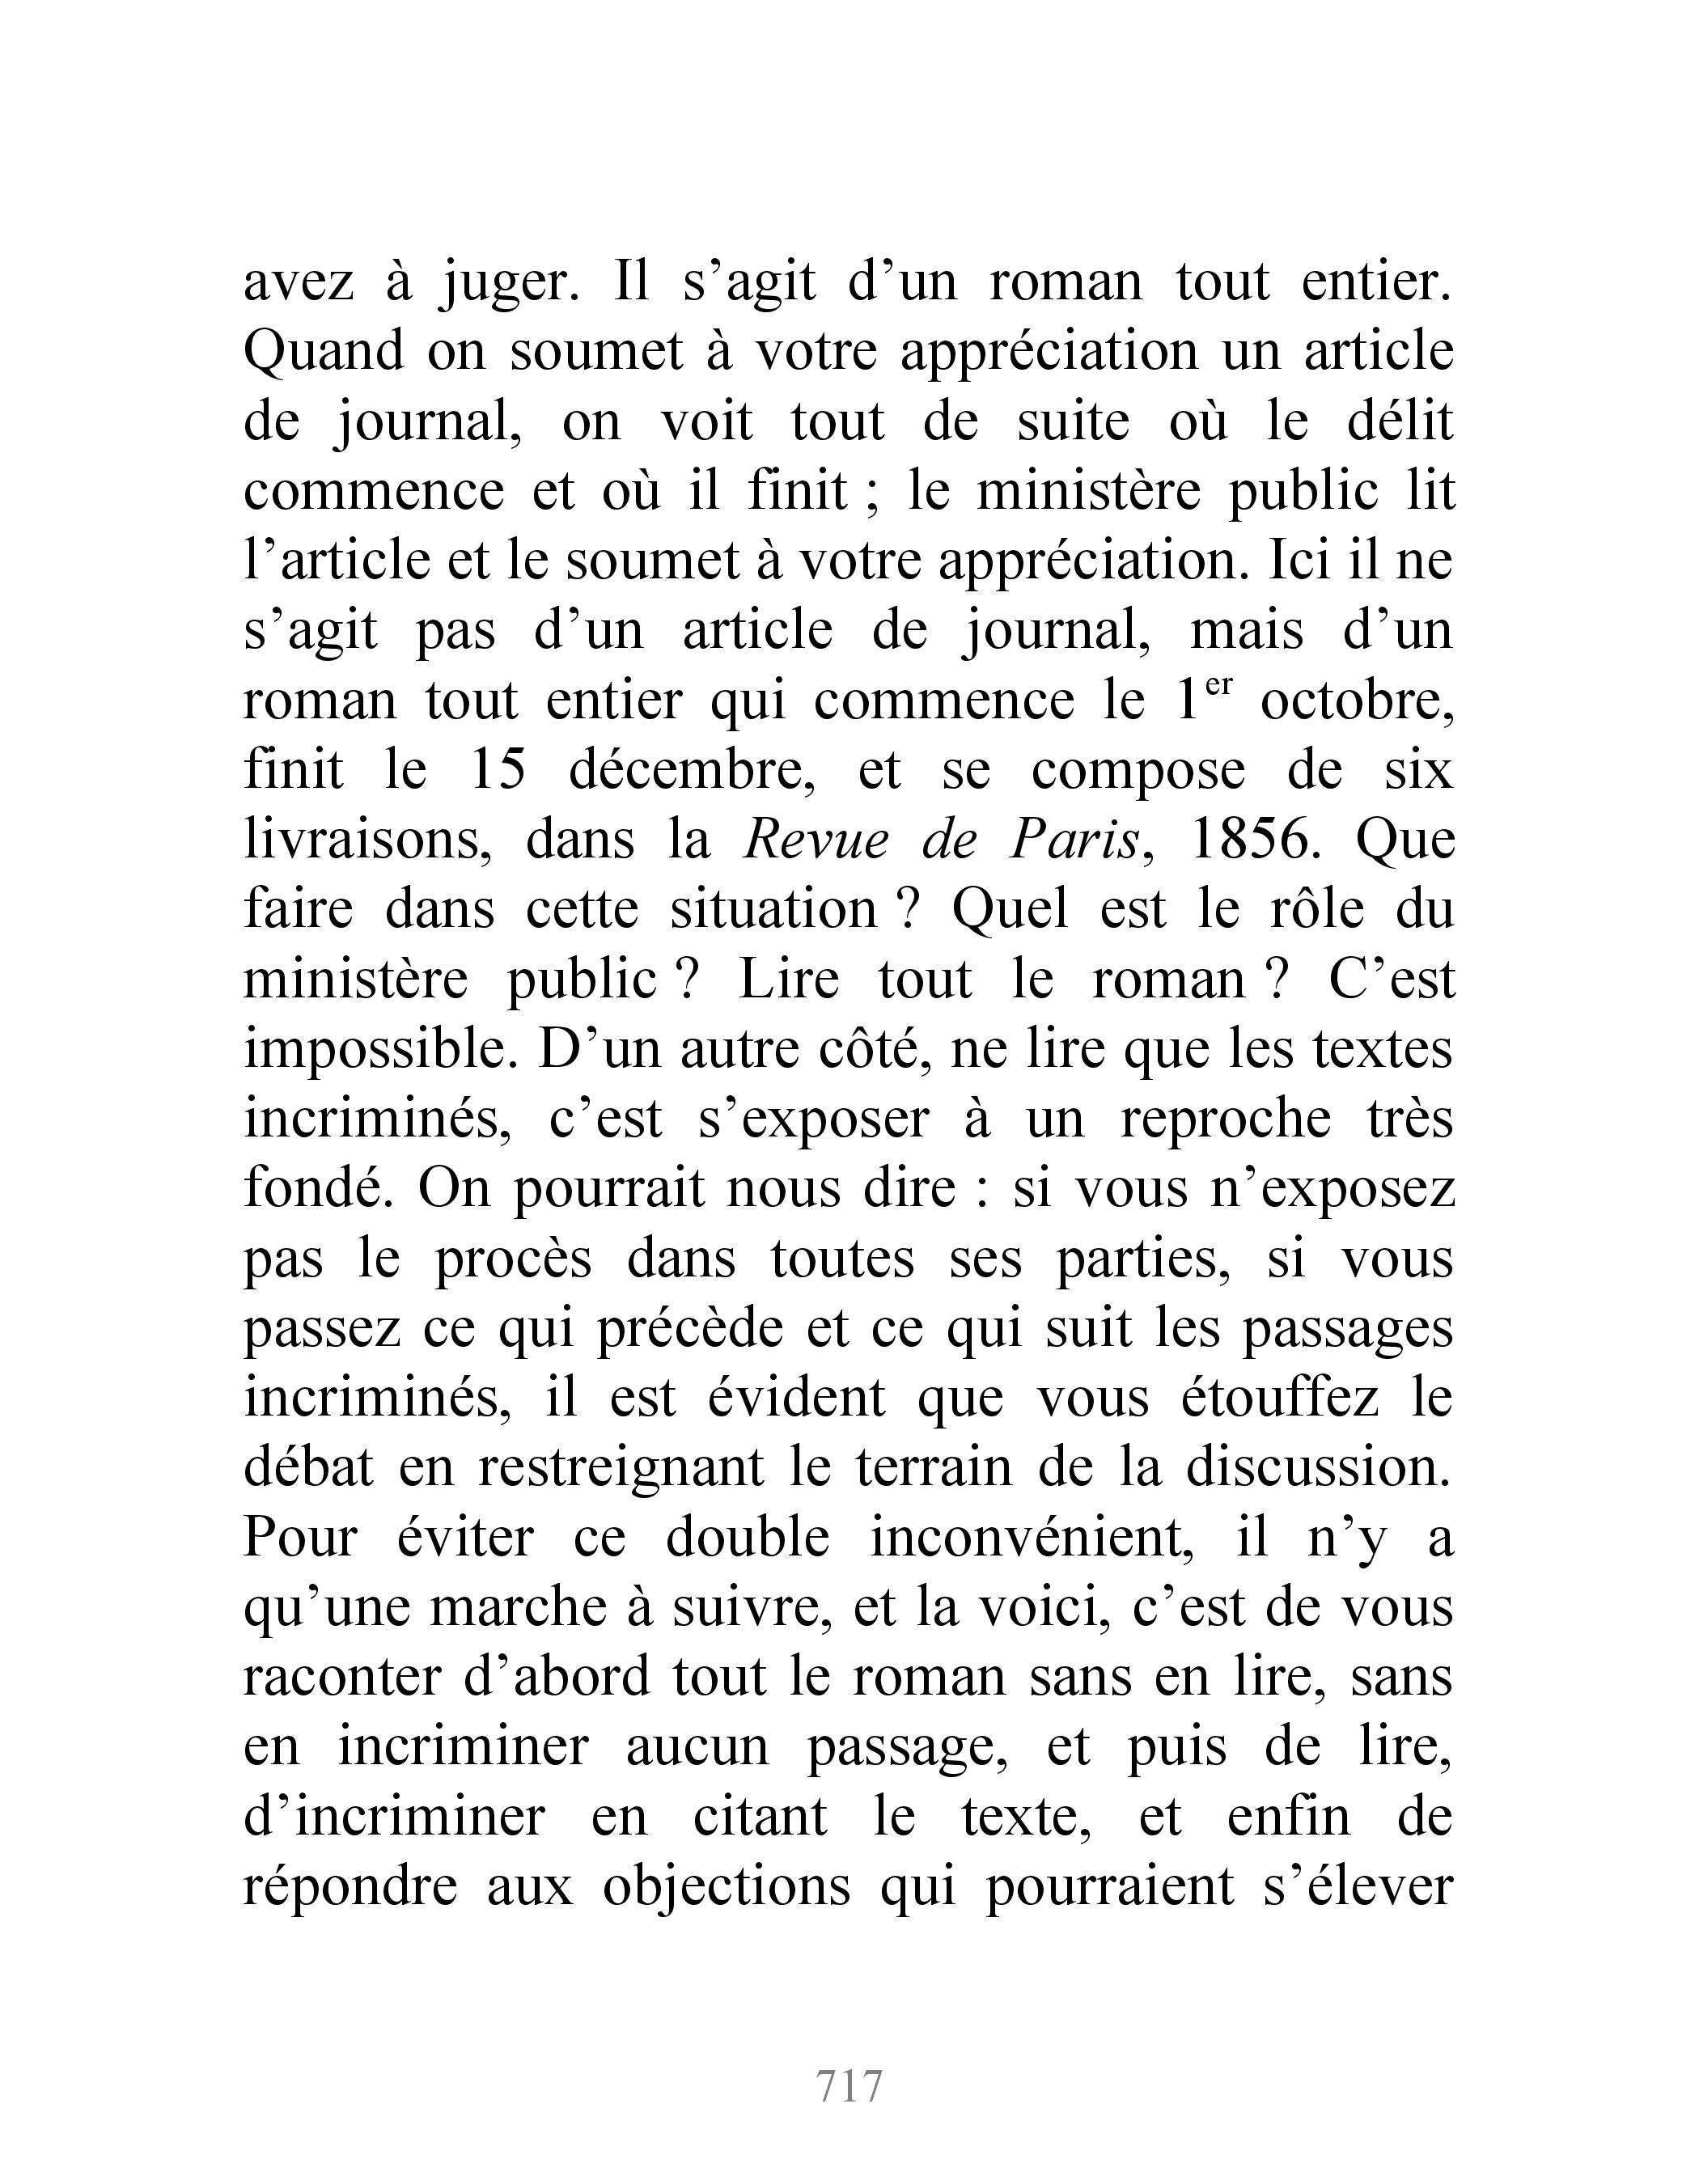 avez à juger. Il s’agit d’un roman tout entier.
Quand on soumet à votre appréciation un article
de journal, on voit tout de suite où le délit
commence et où il finit ; le ministère public lit
l’article et le soumet à votre appréciation. Ici il ne
s’agit pas d’un article de journal, mais d’un
roman tout entier qui commence le 1er octobre,
finit le 15 décembre, et se compose de six
livraisons, dans la Revue de Paris, 1856. Que
faire dans cette situation ? Quel est le rôle du
ministère public ? Lire tout le roman ? C’est
impossible. D’un autre côté, ne lire que les textes
incriminés, c’est s’exposer à un reproche très
fondé. On pourrait nous dire : si vous n’exposez
pas le procès dans toutes ses parties, si vous
passez ce qui précède et ce qui suit les passages
incriminés, il est évident que vous étouffez le
débat en restreignant le terrain de la discussion.
Pour éviter ce double inconvénient, il n’y a
qu’une marche à suivre, et la voici, c’est de vous
raconter d’abord tout le roman sans en lire, sans
en incriminer aucun passage, et puis de lire,
d’incriminer en citant le texte, et enfin de
répondre aux objections qui pourraient s’élever
717